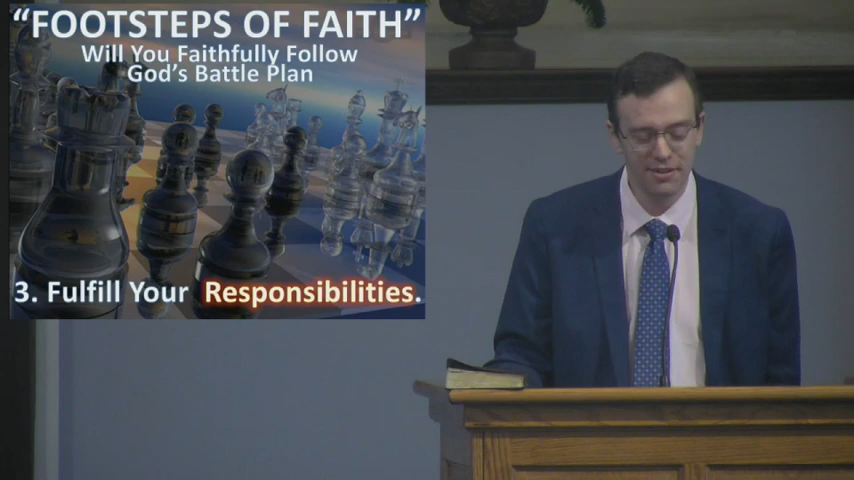 “FOOTSTEPS OF FAITH”
Will You Faithfully Follow
God’s Battle Plan
3. Fulfill Your Responsibilities.